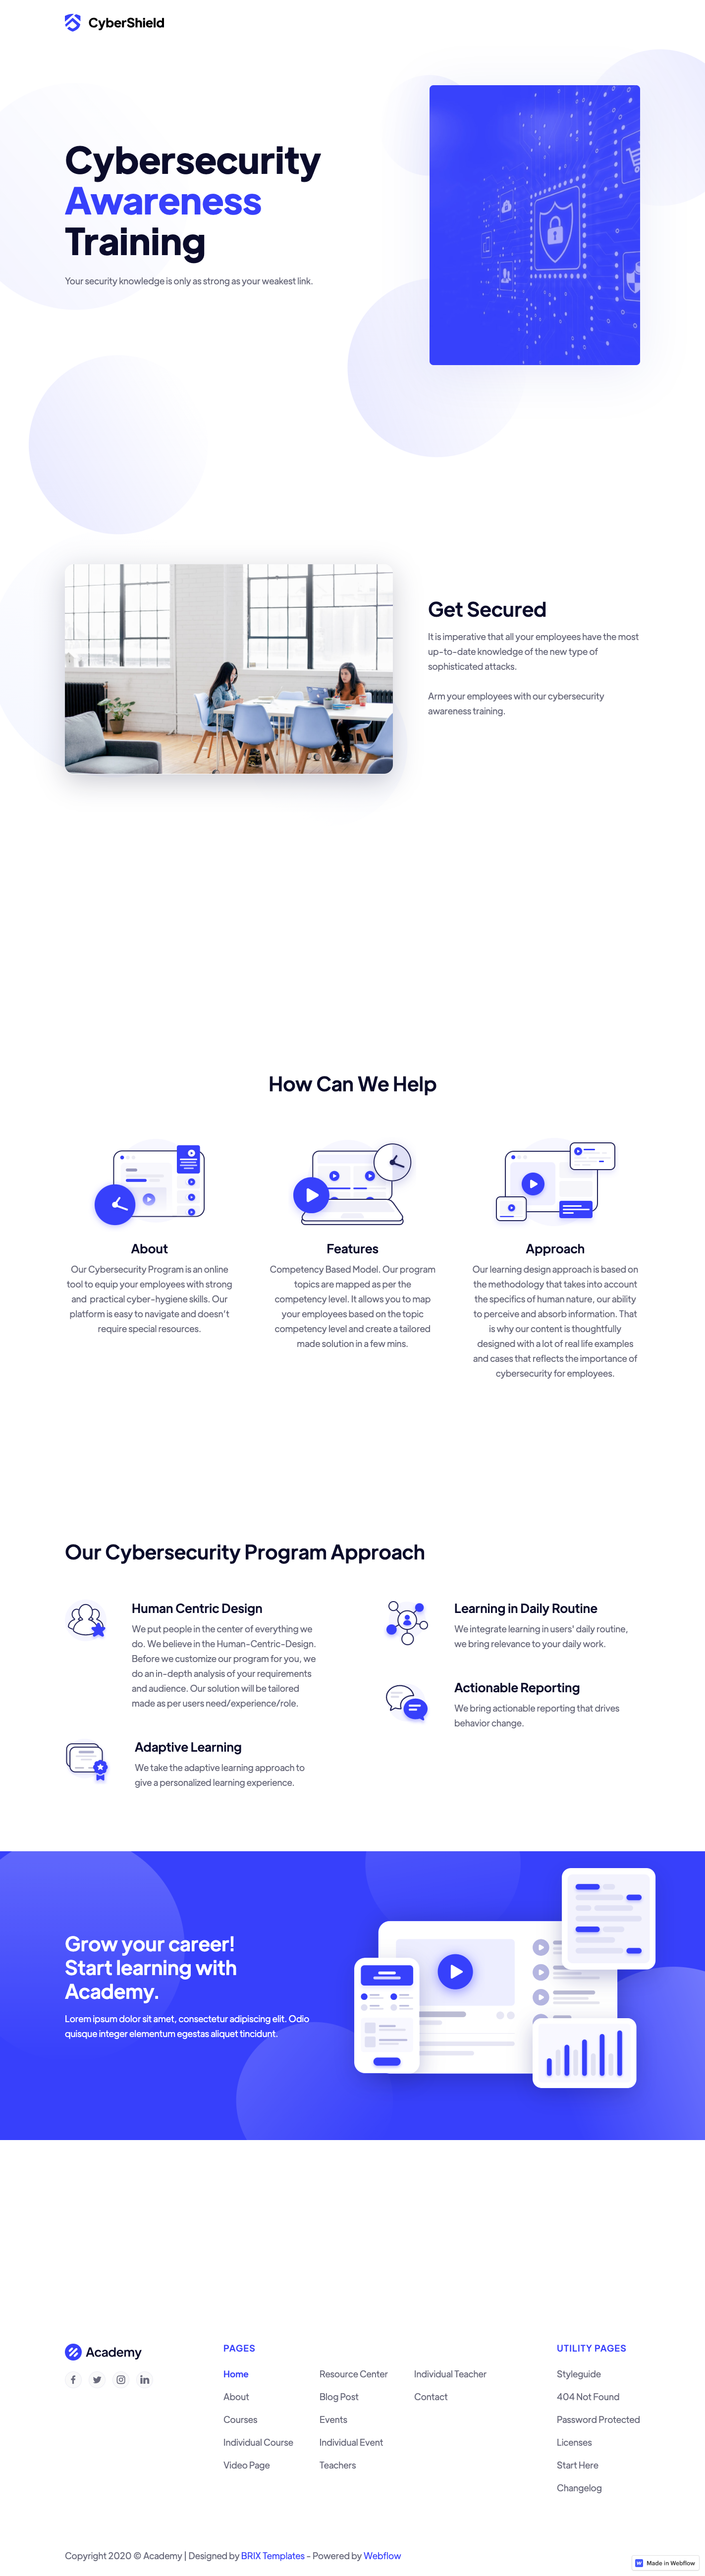 CyberShield
Cybersecurity
Awareness
Training
Your security knowledge is only as strong as your weakest link.
Get Secured
It is imperative that all your employees have the most
up-to-date knowledge of the new type of
sophisticated attacks.
Arm your employees with our cybersecurity
awareness training.
How Can We Help
About
Our Cybersecurity Program is an online
tool to equip your employees with strong
and practical cyber-hygiene skills. Our
platform is easy to navigate and doesn't
require special resources.
Features
Competency Based Model. Our program
topics are mapped as per the
competency level. It allows you to map
your employees based on the topic
competency level and create a tailored
made solution in a few mins.
Approach
Our learning design approach is based on
the methodology that takes into account
the specifics of human nature, our ability
to perceive and absorb information. That
is why our content is thoughtfully
designed with a lot of real life examples
and cases that reflects the importance of
cybersecurity for employees.
Our Cybersecurity Program Approach
Human Centric Design
We put people in the center of everything we
do. We believe in the Human-Centric-Design.
Before we customize our program for you, we
do an in-depth analysis of your requirements
and audience. Our solution will be tailored
made as per users need/experience/role.
Adaptive Learning
We take the adaptive learning approach to
give a personalized learning experience.
Learning in Daily Routine
We integrate learning in users' daily routine,
we bring relevance to your daily work.
Actionable Reporting
We bring actionable reporting that drives
behavior change.
Grow your career!
Start learning with
Academy.
Lorem ipsum dolor sit amet, consectetur adipiscing elit. Odio
quisque integer elementum egestas aliquet tincidunt.
Academy
PAGES
Home
About
Courses
Individual Course
Video Page
Resource Center
Blog Post
Events
Individual Event
Teachers
Individual Teacher
Contact
UTILITY PAGES
Styleguide
404 Not Found
Password Protected
Licenses
Start Here
Changelog
Copyright 2020 © Academy | Designed by BRIX Templates - Powered by Webflow
Made in Webflow